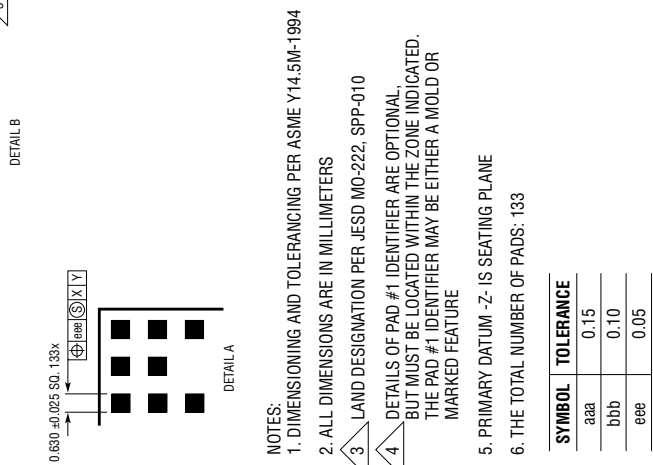 DETAIL B
0.630 ±0.025 SQ. 133x
⌖ eee Ⓢ X Y
DETAIL A
NOTES:
1. DIMENSIONING AND TOLERANCING PER ASME Y14.5M-1994
2. ALL DIMENSIONS ARE IN MILLIMETERS
3 LAND DESIGNATION PER JESD MO-222, SPP-010
4 DETAILS OF PAD #1 IDENTIFIER ARE OPTIONAL,
BUT MUST BE LOCATED WITHIN THE ZONE INDICATED.
THE PAD #1 IDENTIFIER MAY BE EITHER A MOLD OR
MARKED FEATURE
5. PRIMARY DATUM -Z- IS SEATING PLANE
6. THE TOTAL NUMBER OF PADS: 133
SYMBOL TOLERANCE
aaa 0.15
bbb 0.10
eee 0.05